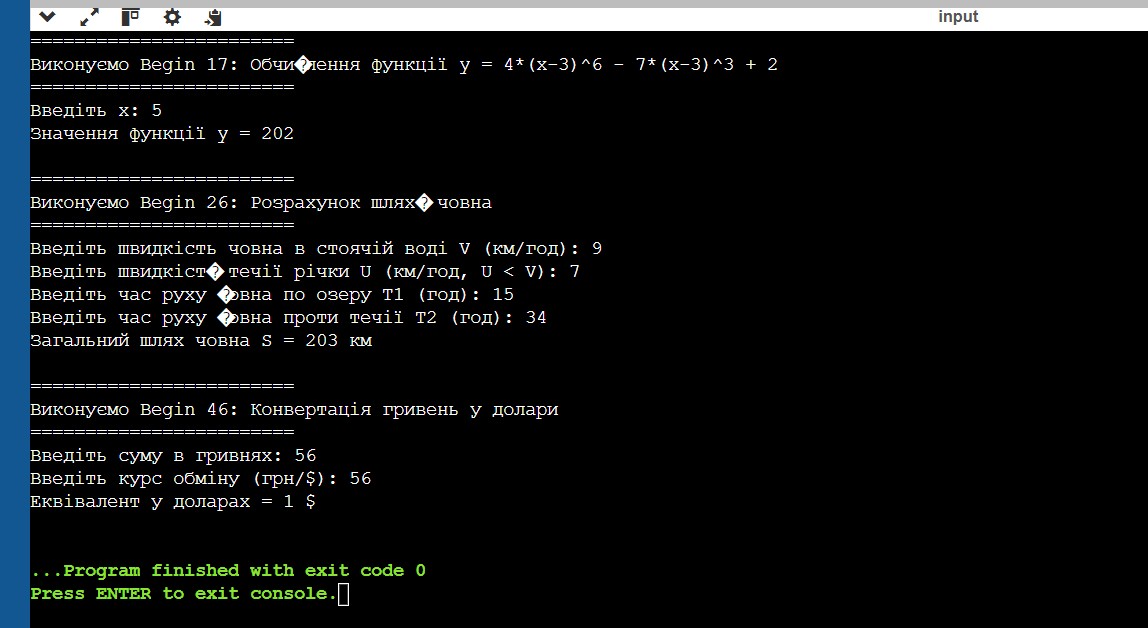 input
========================
Виконуємо Begin 17: Обчи�лення функції y = 4*(x-3)^6 - 7*(x-3)^3 + 2
========================
Введіть x: 5
Значення функції y = 202
========================
Виконуємо Begin 26: Розрахунок шлях� човна
========================
Введіть швидкість човна в стоячій воді V (км/год): 9
Введіть швидкіст� течії річки U (км/год, U < V): 7
Введіть час руху �овна по озеру T1 (год): 15
Введіть час руху �овна проти течії T2 (год): 34
Загальний шлях човна S = 203 км
========================
Виконуємо Begin 46: Конвертація гривень у долари
========================
Введіть суму в гривнях: 56
Введіть курс обміну (грн/$): 56
Еквівалент у доларах = 1 $
...Program finished with exit code 0
Press ENTER to exit console.